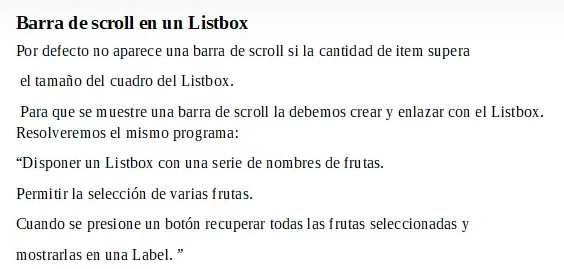 Barra de scroll en un Listbox
Por defecto no aparece una barra de scroll si la cantidad de item supera
el tamaño del cuadro del Listbox.
Para que se muestre una barra de scroll la debemos crear y enlazar con el Listbox.
Resolveremos el mismo programa:
“Disponer un Listbox con una serie de nombres de frutas.
Permitir la selección de varias frutas.
Cuando se presione un botón recuperar todas las frutas seleccionadas y
mostrarlas en una Label. ”